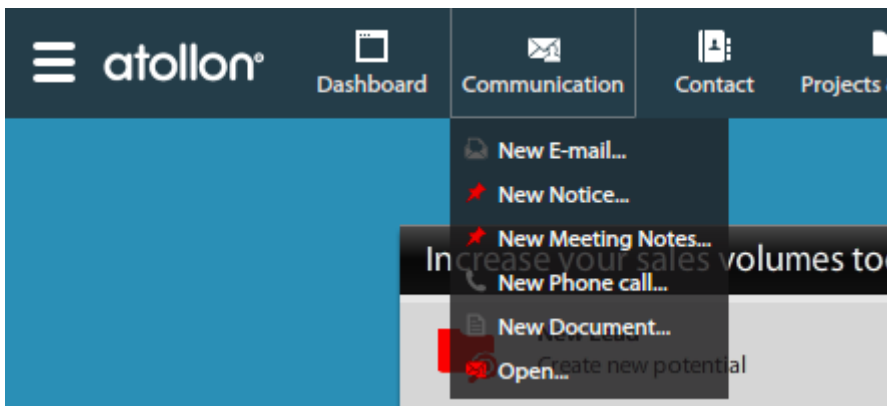 atollon
Dashboard
Communication
Contact
Projects
New E-mail...
New Notice...
New Meeting Notes...
New Phone call...
New Document...
Open...
Increase your sales volumes
New Lead
Create new potential